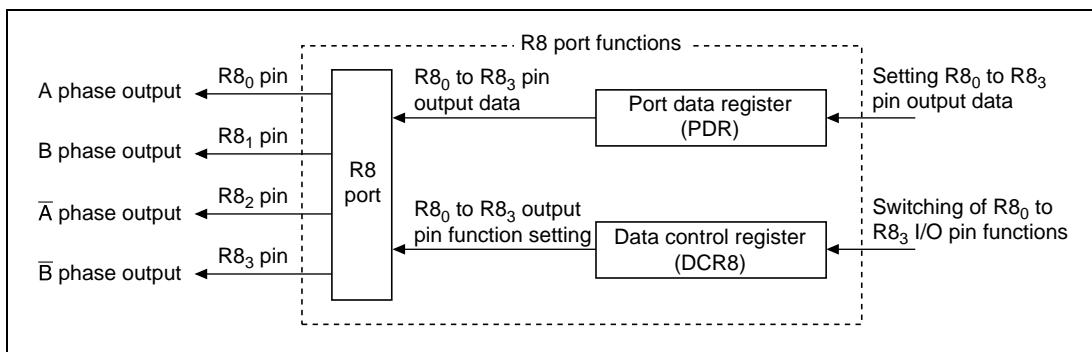 R8 port functions
A phase output
R8₀ pin
B phase output
R8₁ pin
A̅ phase output
R8₂ pin
B̅ phase output
R8₃ pin
R8
port
R8₀ to R8₃ pin
output data
Port data register
(PDR)
Setting R8₀ to R8₃
pin output data
R8₀ to R8₃ output
pin function setting
Data control register
(DCR8)
Switching of R8₀ to
R8₃ I/O pin functions